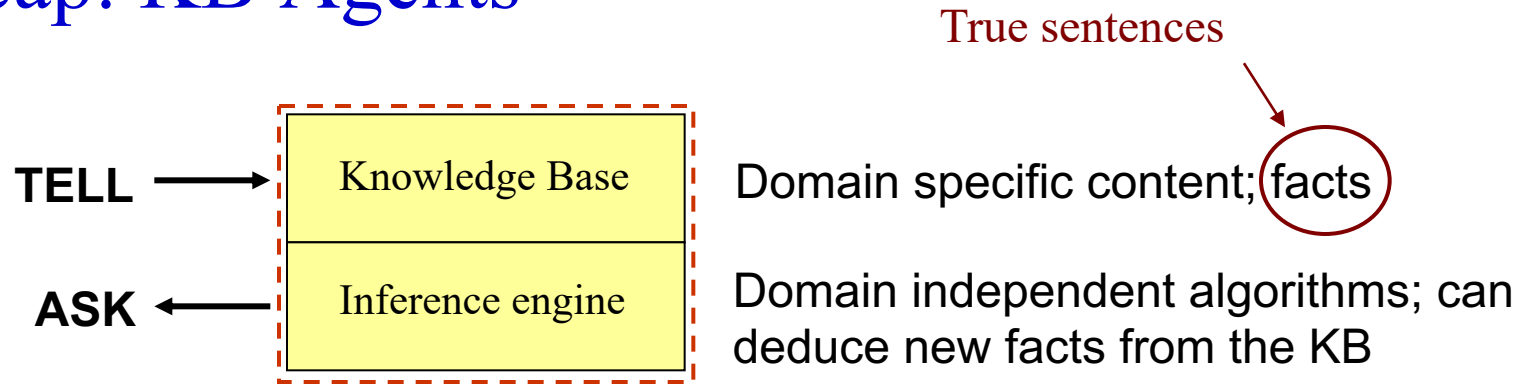 KB Agents
True sentences
TELL
Knowledge Base
Domain specific content; facts
ASK
Inference engine
Domain independent algorithms; can
deduce new facts from the KB